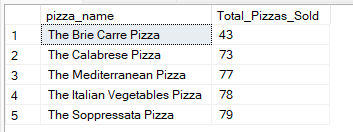 pizza_name Total_Pizzas_Sold
1 The Brie Carre Pizza 43
2 The Calabrese Pizza 73
3 The Mediterranean Pizza 77
4 The Italian Vegetables Pizza 78
5 The Soppressata Pizza 79